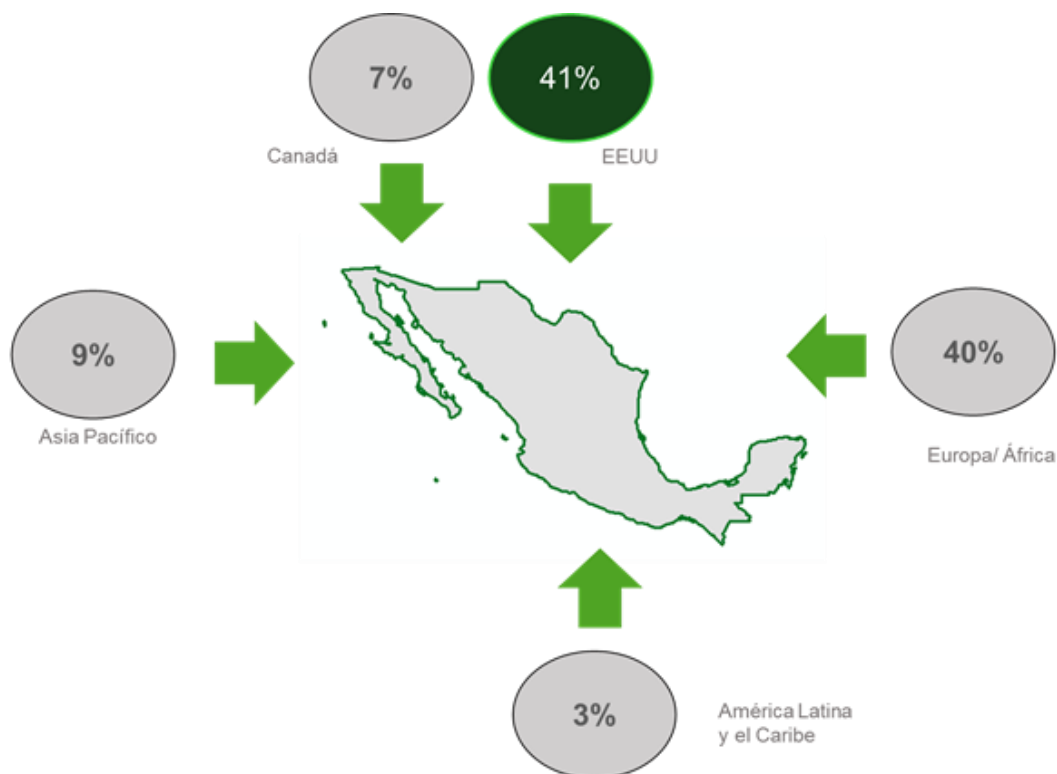 7%
41%
Canadá
EEUU
9%
Asia Pacífico
40%
Europa/ África
3%
América Latina
y el Caribe